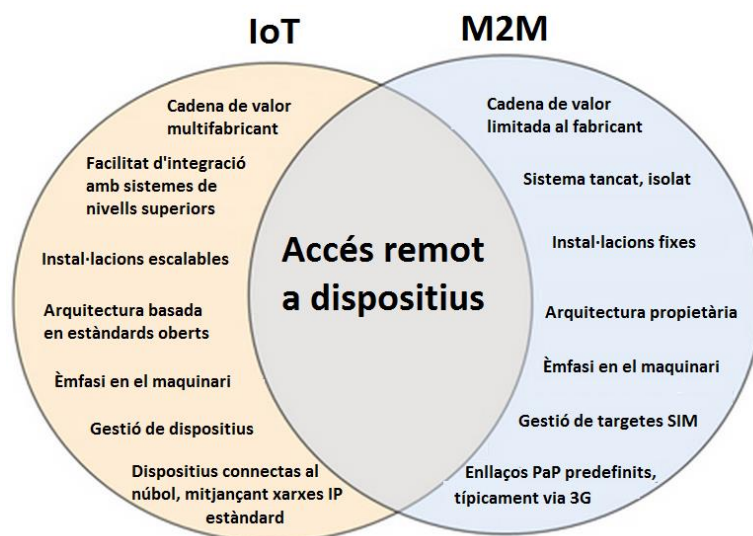 IoT
M2M
Cadena de valor
multifabricant
Facilitat d'integració
amb sistemes de
nivells superiors
Instal·lacions escalables
Arquitectura basada
en estàndards oberts
Èmfasi en el maquinari
Gestió de dispositius
Dispositius connectas al
núbol, mitjançant xarxes IP
estàndard
Accés remot
a dispositius
Cadena de valor
limitada al fabricant
Sistema tancat, isolat
Instal·lacions fixes
Arquitectura propietària
Èmfasi en el maquinari
Gestió de targetes SIM
Enllaços PaP predefinits,
típicament via 3G